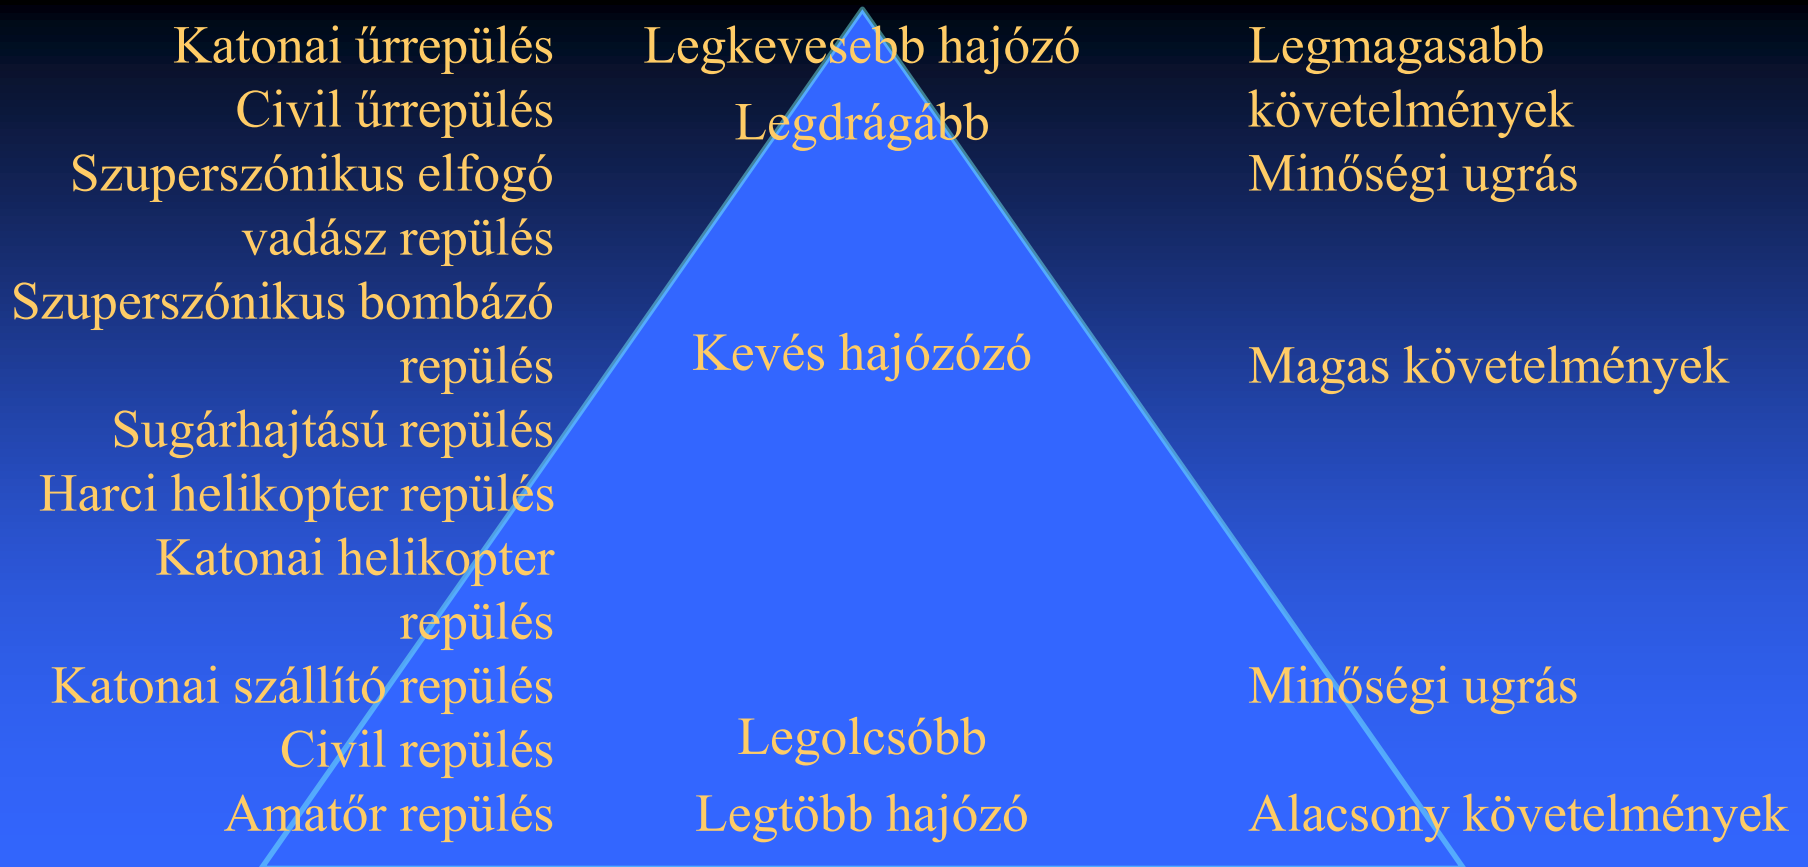 Katonai űrrepülés
Civil űrrepülés
Szuperszónikus elfogó
vadász repülés
Szuperszónikus bombázó
repülés
Sugárhajtású repülés
Harci helikopter repülés
Katonai helikopter
repülés
Katonai szállító repülés
Civil repülés
Amatőr repülés
Legkevesebb hajózó
Legdrágább
Kevés hajózózó
Legolcsóbb
Legtöbb hajózó
Legmagasabb
követelmények
Minőségi ugrás
Magas követelmények
Minőségi ugrás
Alacsony követelmények